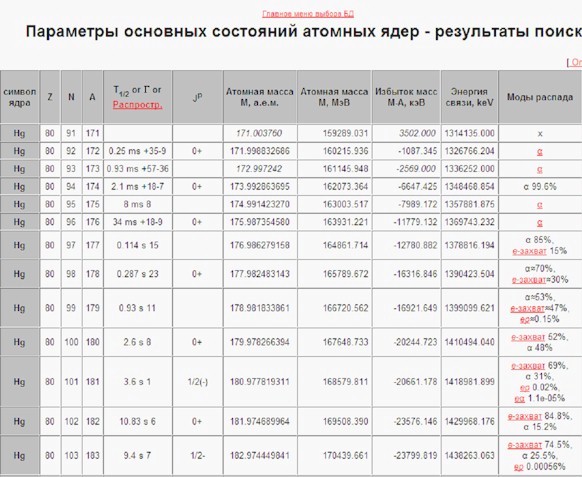 Главное меню выбора БД
Параметры основных состояний атомных ядер - результаты поиск
[ Оп
символ ядра Z N A T1/2 or Γ or Распростр. JP Атомная масса М, а.е.м. Атомная масса М, МэВ Избыток масс М-А, кэВ Энергия связи, keV Моды распада
Hg 80 91 171 171.003760 159289.031 3502.000 1314135.000 x
Hg 80 92 172 0.25 ms +35-9 0+ 171.998832686 160215.936 -1087.345 1326766.204 α
Hg 80 93 173 0.93 ms +57-36 172.997242 161145.948 -2569.000 1336252.000 α
Hg 80 94 174 2.1 ms +18-7 0+ 173.992863695 162073.364 -6647.425 1348468.854 α 99.6%
Hg 80 95 175 8 ms 8 174.991423270 163003.517 -7989.172 1357881.875 α
Hg 80 96 176 34 ms +18-9 0+ 175.987354580 163931.221 -11779.132 1369743.232 α
Hg 80 97 177 0.114 s 15 176.986279158 164861.714 -12780.882 1378816.194 α 85%,
е-захват 15%
Hg 80 98 178 0.287 s 23 0+ 177.982483143 165789.672 -16316.846 1390423.504 α≈70%,
е-захват≈30%
Hg 80 99 179 0.93 s 11 178.981833861 166720.562 -16921.649 1399099.621 α≈53%,
е-захват≈47%,
ep≈0.15%
Hg 80 100 180 2.6 s 8 0+ 179.978266394 167648.733 -20244.723 1410494.040 е-захват 52%,
α 48%
Hg 80 101 181 3.6 s 1 1/2(-) 180.977819311 168579.811 -20661.178 1418981.899 е-захват 69%,
α 31%,
ep 0.02%,
eα 1.1e-05%
Hg 80 102 182 10.83 s 6 0+ 181.974689964 169508.390 -23576.146 1429968.176 е-захват 84.8%,
α 15.2%
Hg 80 103 183 9.4 s 7 1/2- 182.974449841 170439.661 -23799.819 1438263.063 е-захват 74.5%,
α 25.5%,
ep 0.00056%